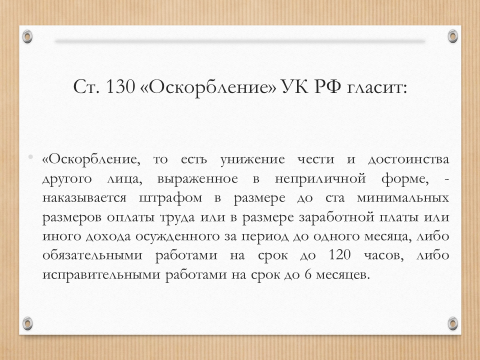 Ст. 130 «Оскорбление» УК РФ гласит:
«Оскорбление, то есть унижение чести и достоинства
другого лица, выраженное в неприличной форме, -
наказывается штрафом в размере до ста минимальных
размеров оплаты труда или в размере заработной платы или
иного дохода осужденного за период до одного месяца, либо
обязательными работами на срок до 120 часов, либо
исправительными работами на срок до 6 месяцев.